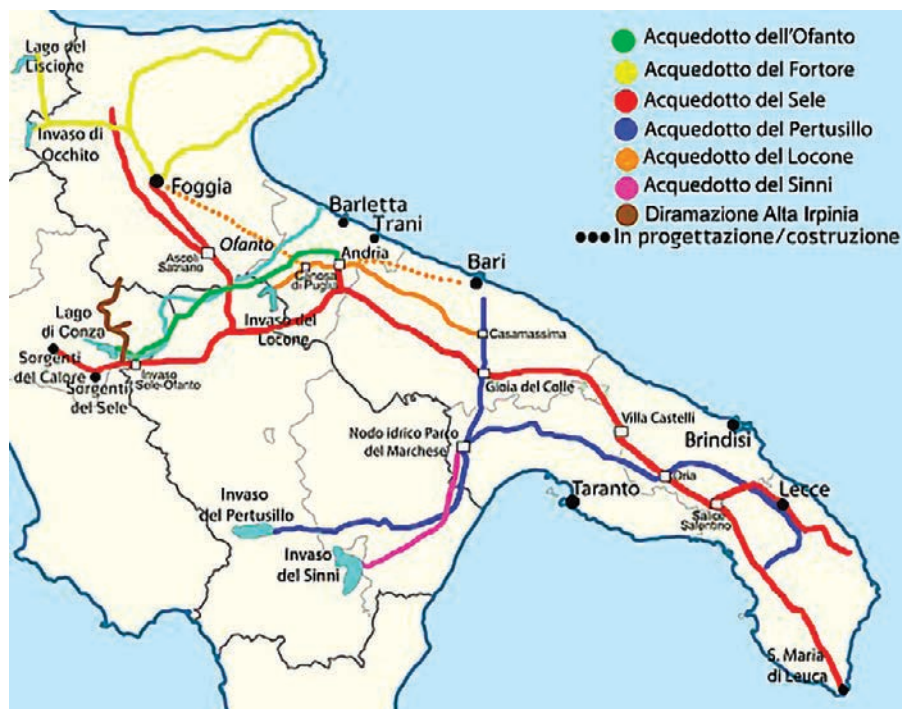 Lago del
Liscione
Invaso di
Occhito
Foggia
Acquedotto dell'Ofanto
Acquedotto del Fortore
Acquedotto del Sele
Acquedotto del Pertusillo
Acquedotto del Locone
Acquedotto del Sinni
Diramazione Alta Irpinia
In progettazione/costruzione
Barletta
Trani
Ofanto
Ascoli
Satriano
Andria
Canosa
di Puglia
Bari
Lago
di Conza
Invaso del
Locone
Casamassima
Sorgenti
del Calore
Sorgenti
del Sele
Invaso
Sele-Ofanto
Gioia del Colle
Villa Castelli
Nodo idrico Parco
del Marchese
Brindisi
Oria
Taranto
Lecce
Salice
Salentino
Invaso
del Pertusillo
Invaso
del Sinni
S. Maria
di Leuca